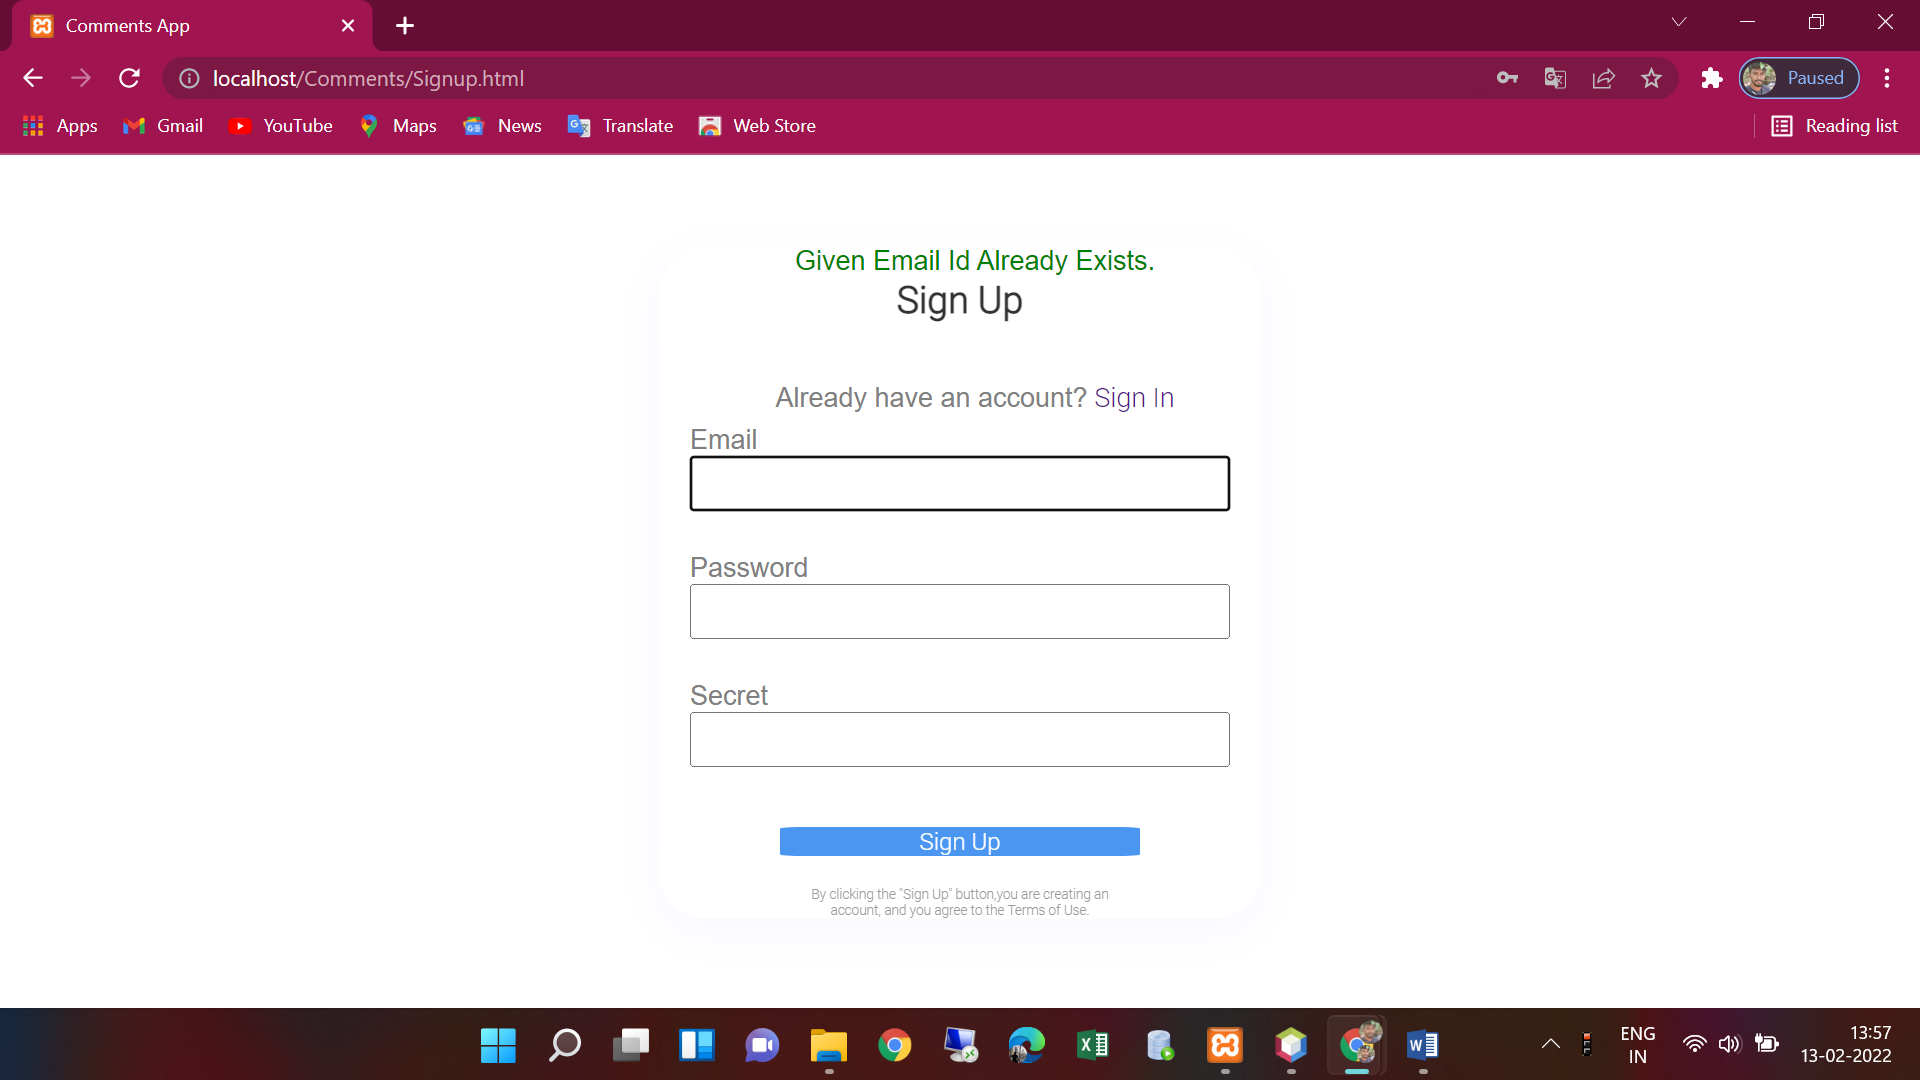 Comments App
localhost/Comments/Signup.html
Paused
Apps Gmail YouTube Maps News Translate Web Store Reading list
Given Email Id Already Exists.
Sign Up
Already have an account? Sign In
Email
Password
Secret
Sign Up
By clicking the "Sign Up" button,you are creating an
account, and you agree to the Terms of Use.
ENG
IN
13:57
13-02-2022